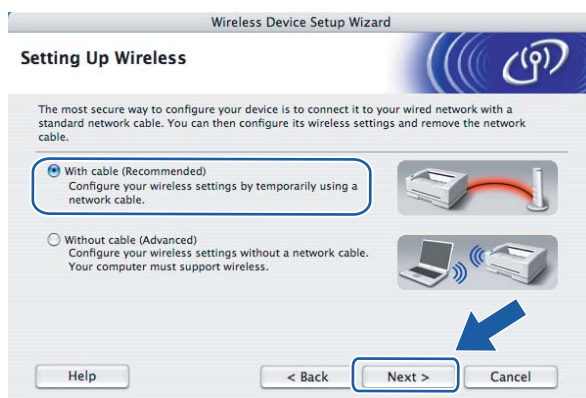 Wireless Device Setup Wizard
Setting Up Wireless
The most secure way to configure your device is to connect it to your wired network with a
standard network cable. You can then configure its wireless settings and remove the network
cable.
With cable (Recommended)
Configure your wireless settings by temporarily using a
network cable.
Without cable (Advanced)
Configure your wireless settings without a network cable.
Your computer must support wireless.
Help < Back Next > Cancel